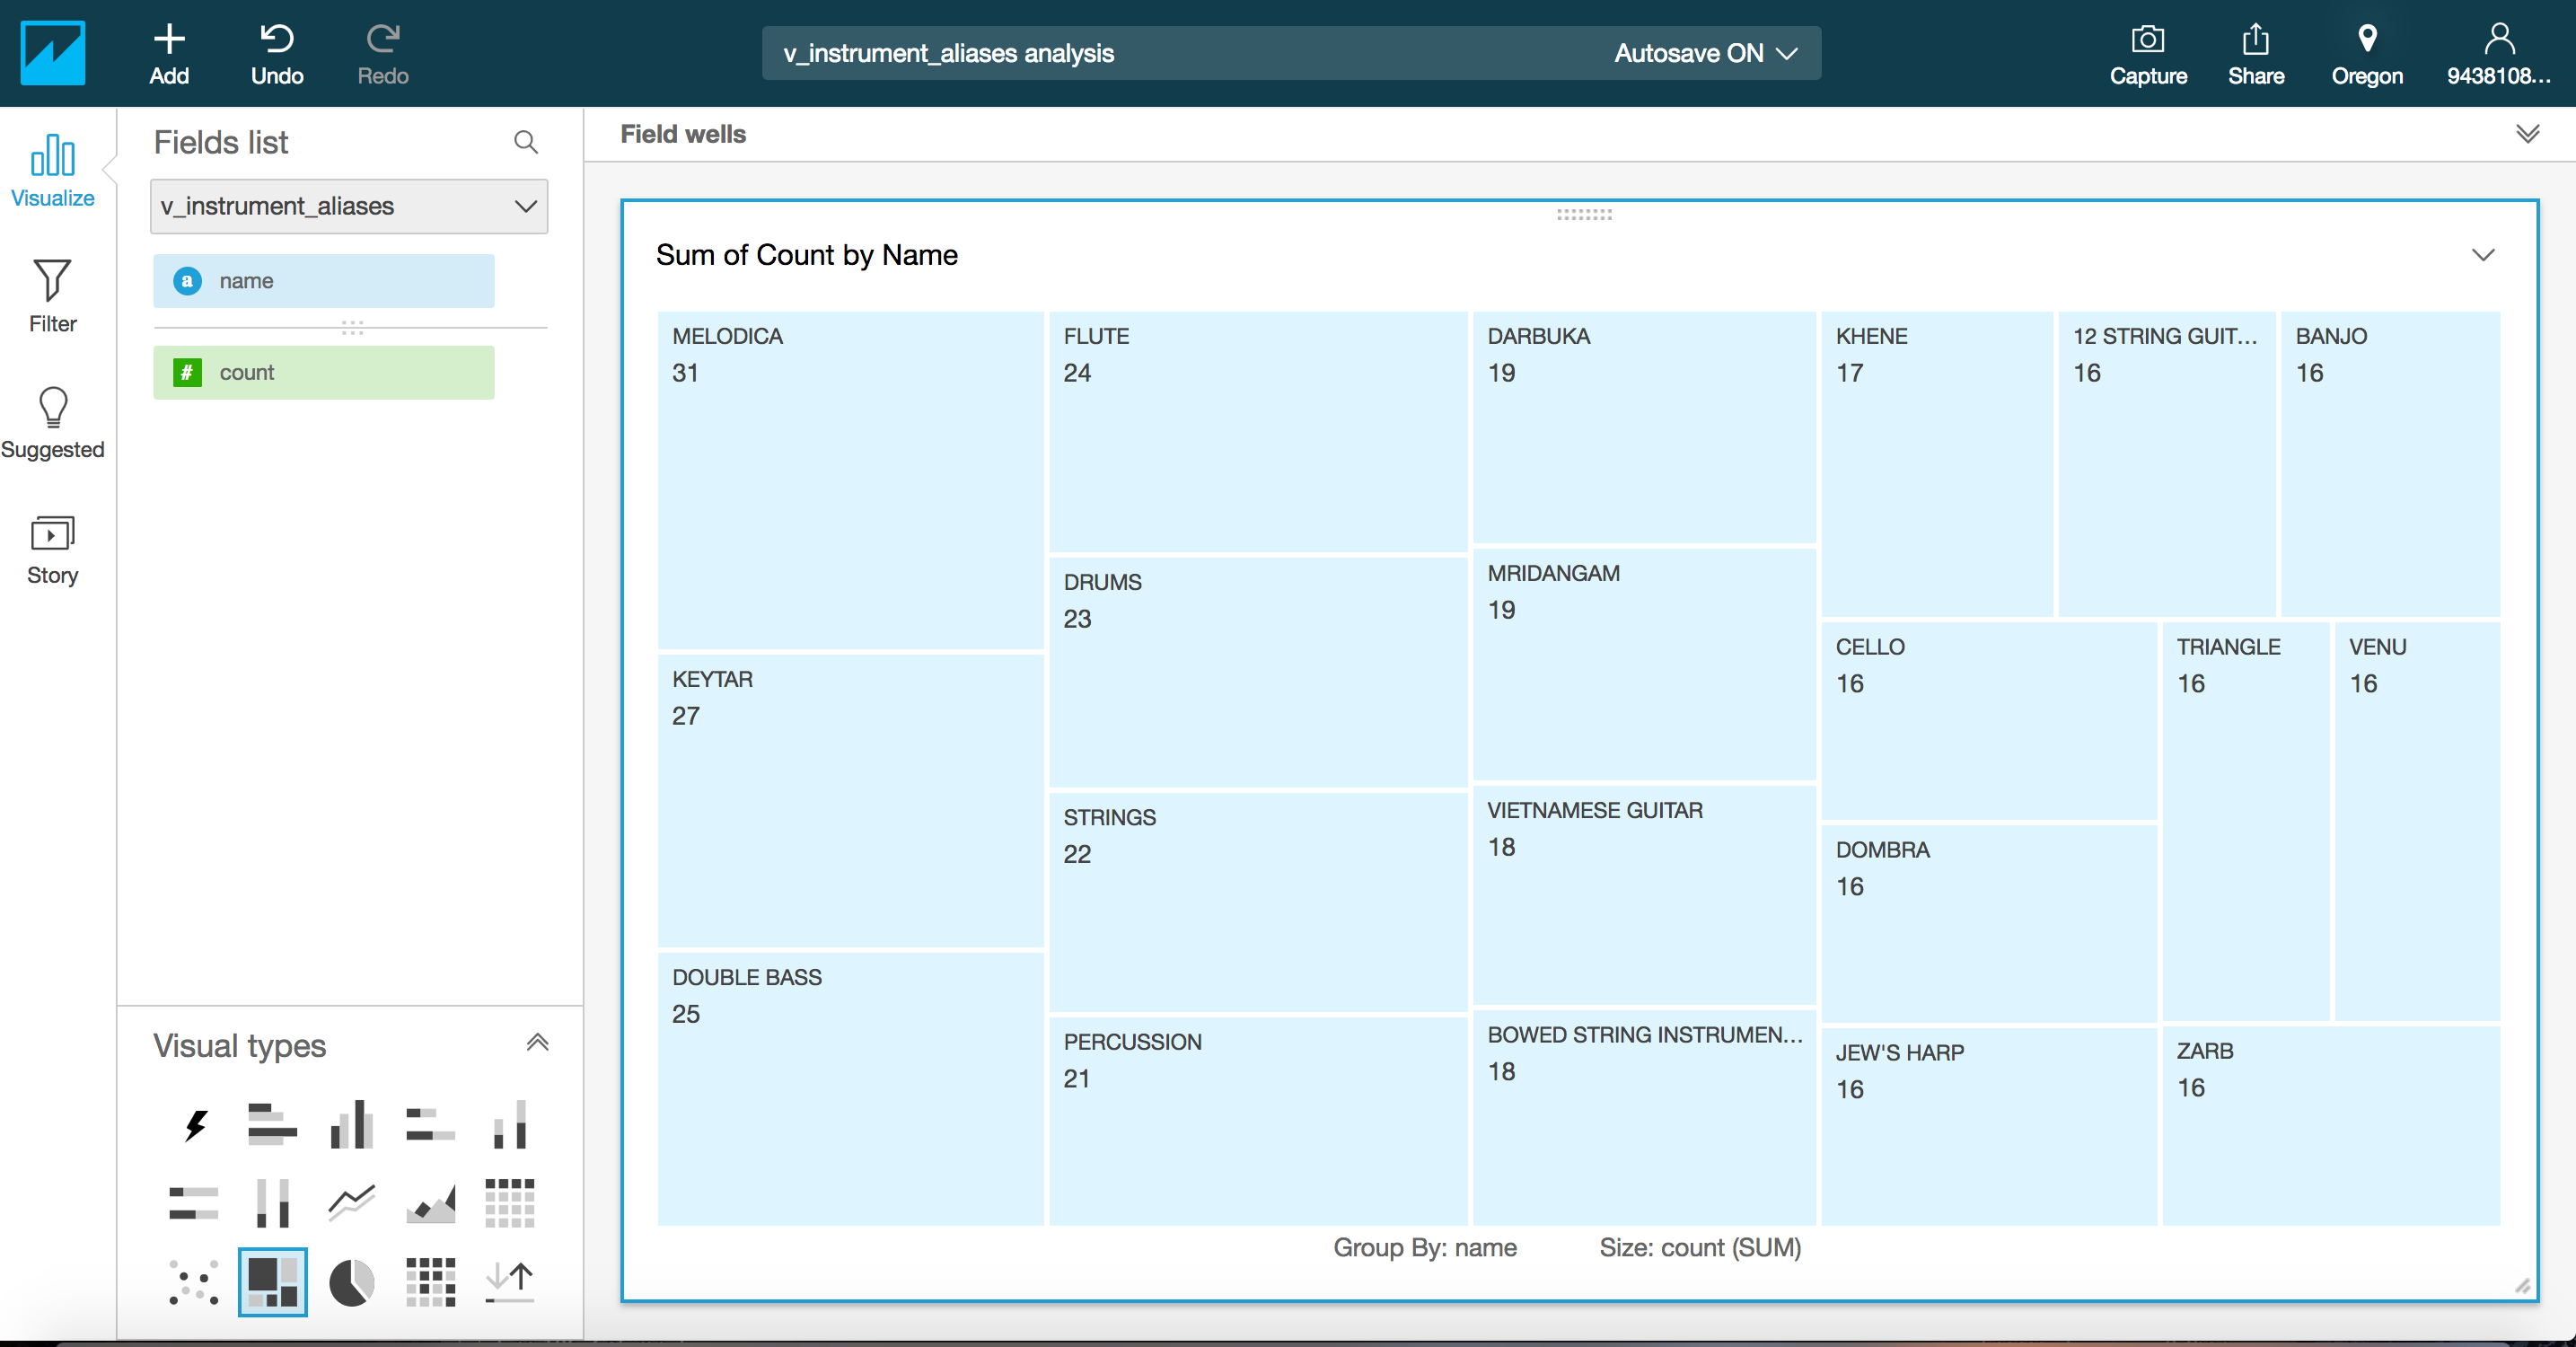 Add
Undo
Redo
v_instrument_aliases analysis
Autosave ON
Capture
Share
Oregon
9438108...
Visualize
Filter
Suggested
Story
Fields list
v_instrument_aliases
a name
# count
Visual types
Field wells
Sum of Count by Name
MELODICA
31
KEYTAR
27
DOUBLE BASS
25
FLUTE
24
DRUMS
23
STRINGS
22
PERCUSSION
21
DARBUKA
19
MRIDANGAM
19
VIETNAMESE GUITAR
18
BOWED STRING INSTRUMEN...
18
KHENE
17
12 STRING GUIT...
16
BANJO
16
CELLO
16
DOMBRA
16
JEW'S HARP
16
TRIANGLE
16
VENU
16
ZARB
16
Group By: name
Size: count (SUM)